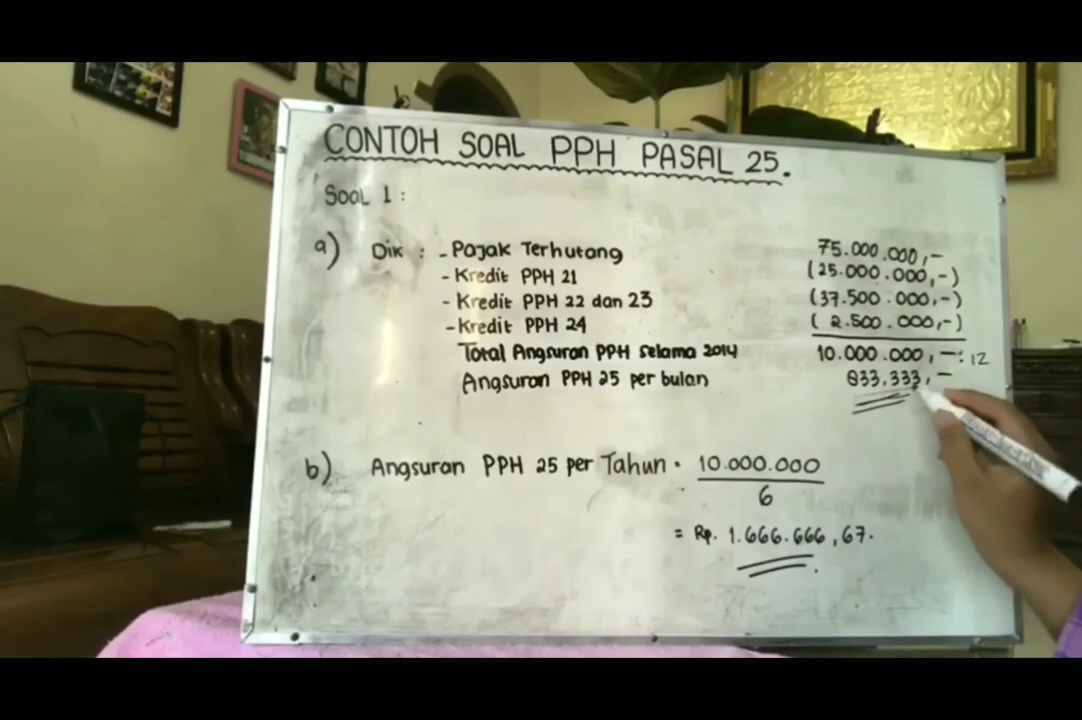 CONTOH SOAL PPH PASAL 25.
Soal 1 :
a) Dik : - Pajak Terhutang 75.000.000,-
- Kredit PPH 21 (25.000.000,-)
- Kredit PPH 22 dan 23 (37.500.000,-)
- Kredit PPH 24 ( 2.500.000,-)
Total Angsuran PPH Selama 2014 10.000.000,- : 12
Angsuran PPH 25 per bulan 833.333,-
b) Angsuran PPH 25 per Tahun = 10.000.000
6
= Rp. 1.666.666,67.